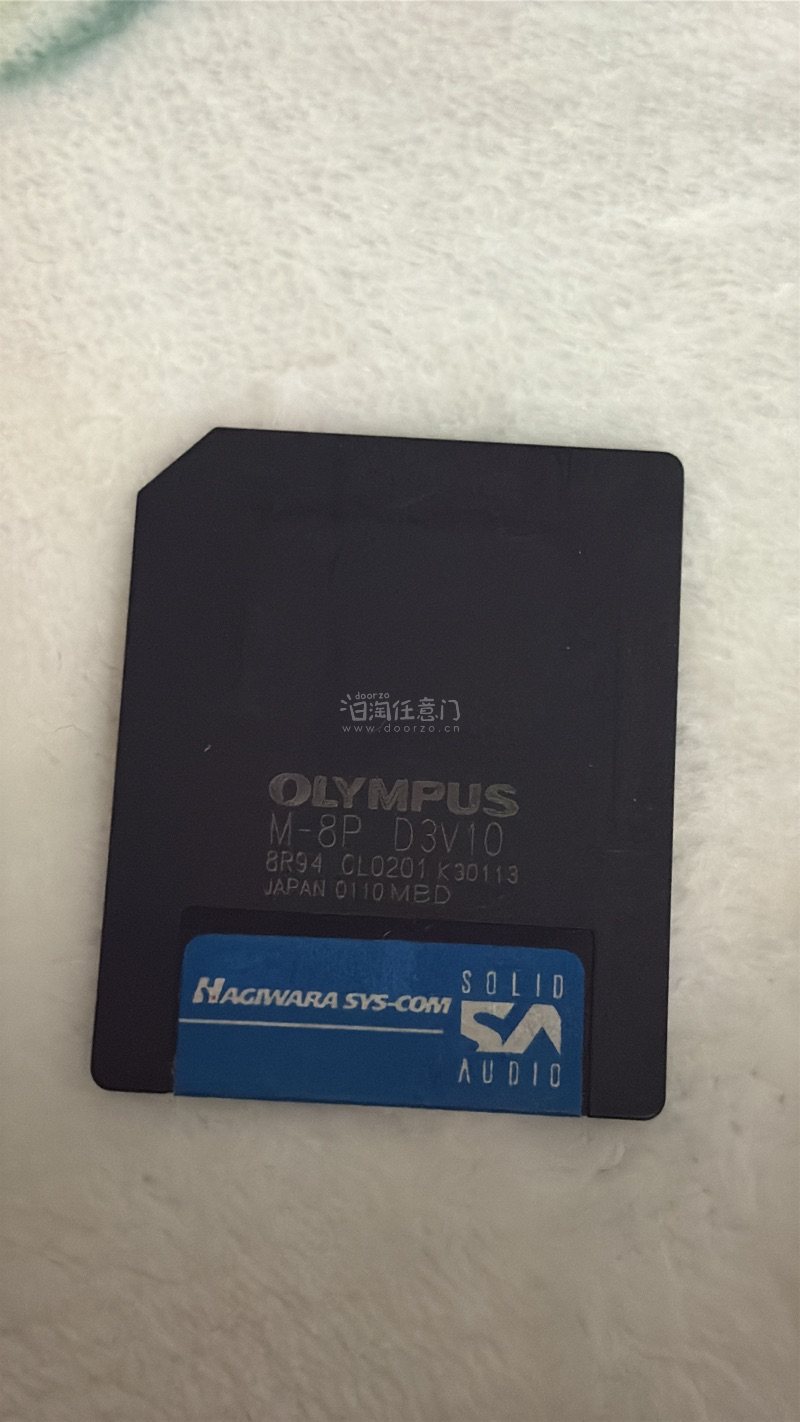 doorzo
日淘任意门
www.doorzo.cn
OLYMPUS
M-8P D3V10
8R94 CL0201 K30113
JAPAN 0110 MBD
HAGIWARA SYS-COM
SOLID
SA
AUDIO